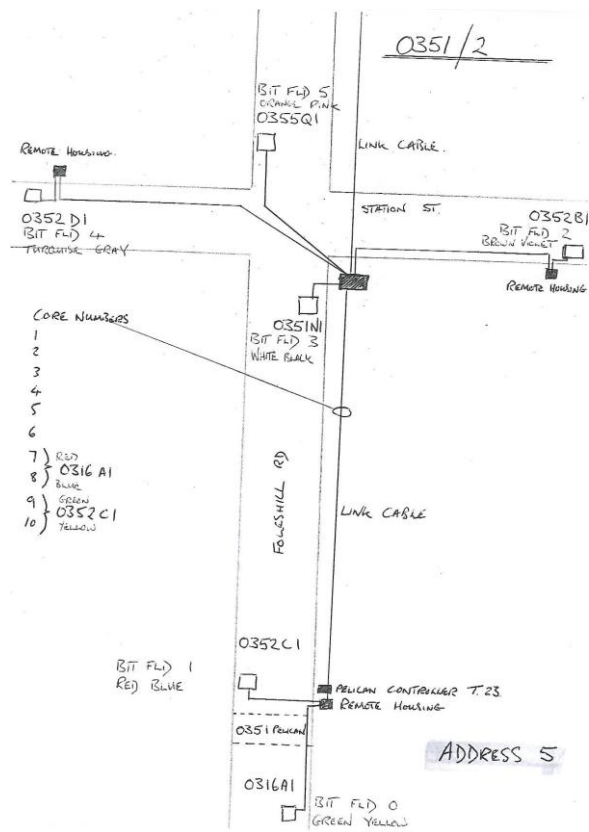 0351/2
BIT FLD 5
ORANGE PINK
0355Q1
LINK CABLE.
REMOTE HOUSING.
STATION ST.
0352D1
BIT FLD 4
TURQUISE GRAY
0352B1
BIT FLD 2
BROWN VIOLET
REMOTE HOUSING
0351N1
BIT FLD 3
WHITE BLACK
CORE NUMBERS
1
2
3
4
5
6
7 } RED
0316 A1
8 } BLUE
9 } GREEN
0352C1
10 } YELLOW
FOLESHILL RD
LINK CABLE
0352C1
BIT FLD 1
RED BLUE
PELICAN CONTROLLER T.23.
REMOTE HOUSING
0351 PELICAN
ADDRESS 5
0316A1
BIT FLD 0
GREEN YELLOW